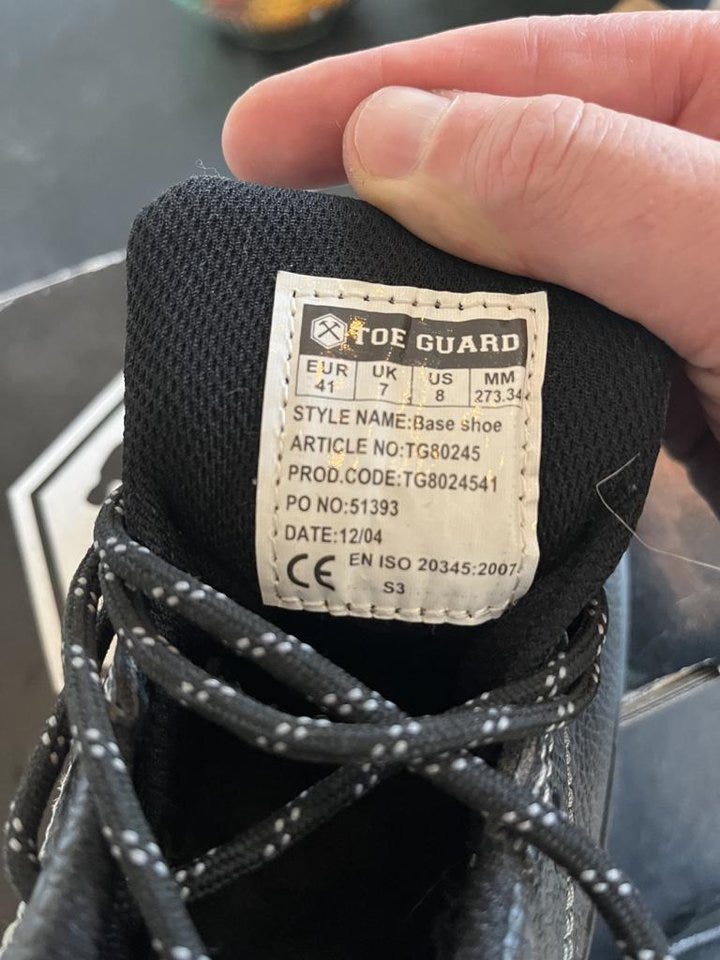 TOE GUARD
EUR UK US MM
41 7 8 273.34
STYLE NAME:Base shoe
ARTICLE NO:TG80245
PROD.CODE:TG8024541
PO NO:51393
DATE:12/04
CE EN ISO 20345:2007
S3